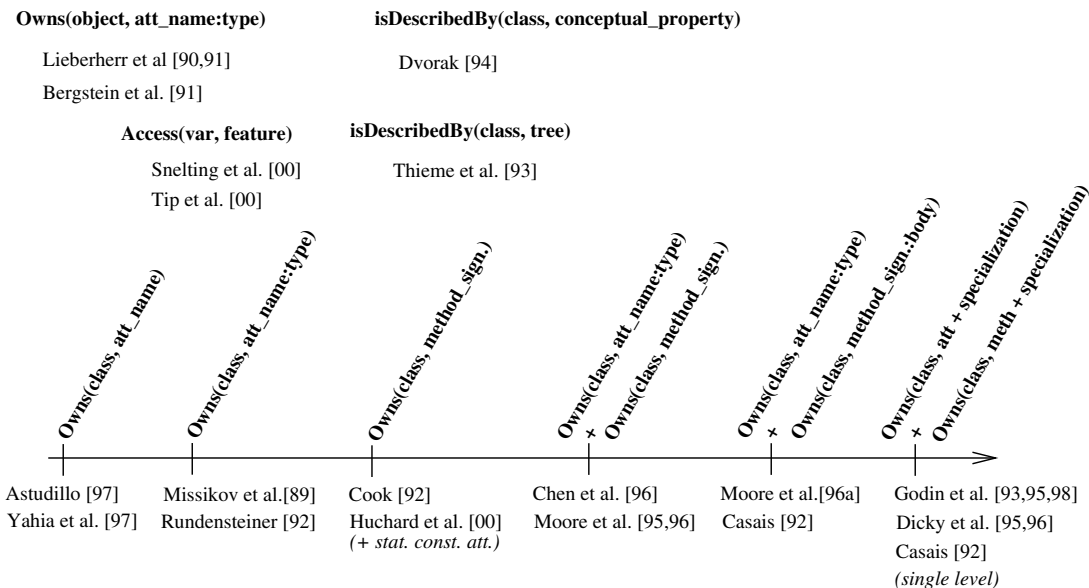 Owns(object, att_name:type)
Lieberherr et al [90,91]
Bergstein et al. [91]
isDescribedBy(class, conceptual_property)
Dvorak [94]
Access(var, feature)
Snelting et al. [00]
Tip et al. [00]
isDescribedBy(class, tree)
Thieme et al. [93]
Owns(class, att_name)
Owns(class, att_name:type)
Owns(class, method_sign.)
Owns(class, att_name:type)
+
Owns(class, method_sign.)
Owns(class, att_name:type)
+
Owns(class, method_sign.:body)
Owns(class, att + specialization)
+
Owns(class, meth + specialization)
Astudillo [97]
Yahia et al. [97]
Missikov et al.[89]
Rundensteiner [92]
Cook [92]
Huchard et al. [00]
(+ stat. const. att.)
Chen et al. [96]
Moore et al. [95,96]
Moore et al.[96a]
Casais [92]
Godin et al. [93,95,98]
Dicky et al. [95,96]
Casais [92]
(single level)